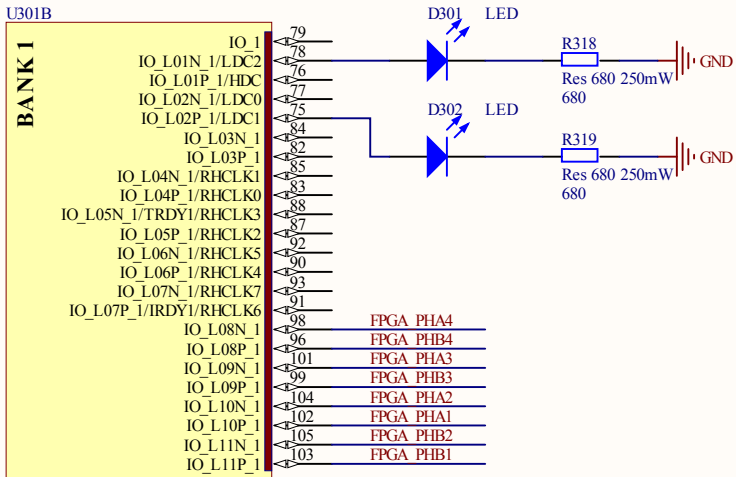 U301B
BANK 1
IO_1 79
IO_L01N_1/LDC2 78
IO_L01P_1/HDC 76
IO_L02N_1/LDC0 77
IO_L02P_1/LDC1 75
IO_L03N_1 84
IO_L03P_1 82
IO_L04N_1/RHCLK1 85
IO_L04P_1/RHCLK0 83
IO_L05N_1/TRDY1/RHCLK3 88
IO_L05P_1/RHCLK2 87
IO_L06N_1/RHCLK5 92
IO_L06P_1/RHCLK4 90
IO_L07N_1/RHCLK7 93
IO_L07P_1/IRDY1/RHCLK6 91
IO_L08N_1 98 FPGA_PHA4
IO_L08P_1 96 FPGA_PHB4
IO_L09N_1 101 FPGA_PHA3
IO_L09P_1 99 FPGA_PHB3
IO_L10N_1 104 FPGA_PHA2
IO_L10P_1 102 FPGA_PHA1
IO_L11N_1 105 FPGA_PHB2
IO_L11P_1 103 FPGA_PHB1
D301 LED
R318
GND
Res 680 250mW
680
D302 LED
R319
GND
Res 680 250mW
680